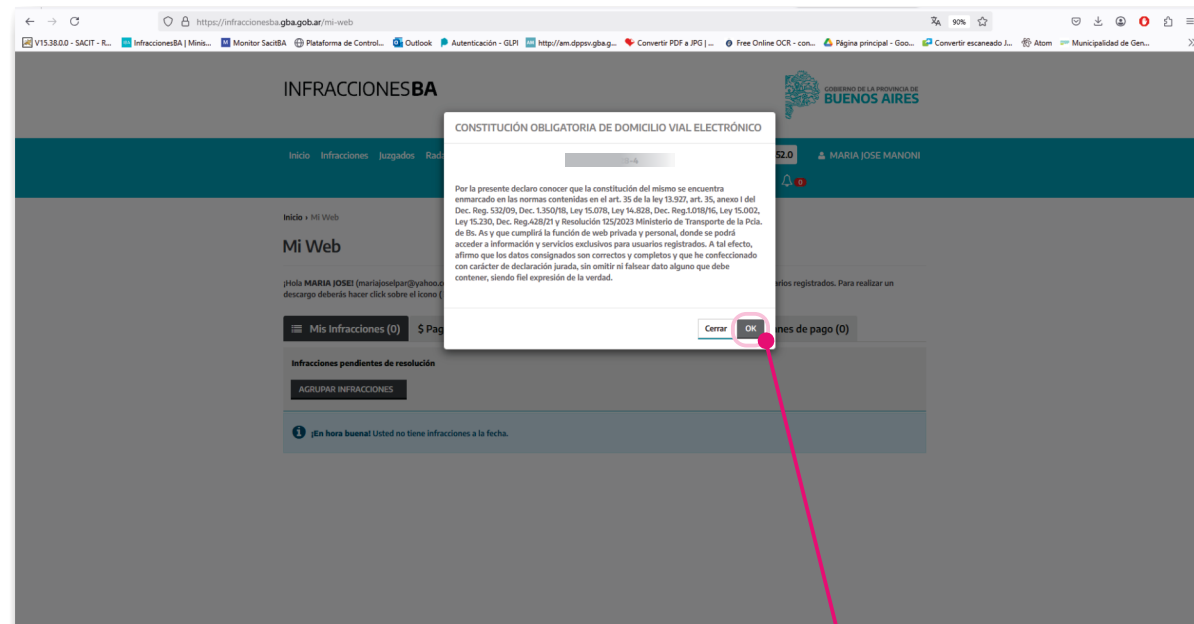 https://infraccionesba.gba.gob.ar/mi-web
90%
V15.38.0.0 - SACIT - R...
InfraccionesBA | Minis...
Monitor SacitBA
Plataforma de Control...
Outlook
Autenticación - GLPI
http://am.dppsv.gba.g...
Convertir PDF a JPG | ...
Free Online OCR - con...
Página principal - Goo...
Convertir escaneado J...
Atom
Municipalidad de Gen...
INFRACCIONESBA
GOBIERNO DE LA PROVINCIA DE
BUENOS AIRES
CONSTITUCIÓN OBLIGATORIA DE DOMICILIO VIAL ELECTRÓNICO
Inicio Infracciones Juzgados
MARIA JOSE MANONI
0
Por la presente declaro conocer que la constitución del mismo se encuentra
enmarcado en las normas contenidas en el art. 35 de la ley 13.927, art. 35, anexo I del
Dec. Reg. 532/09, Dec. 1.350/18, Ley 15.078, Ley 14.828, Dec. Reg.1.018/16, Ley 15.002,
Ley 15.230, Dec. Reg.428/21 y Resolución 125/2023 Ministerio de Transporte de la Pcia.
de Bs. As y que cumplirá la función de web privada y personal, donde se podrá
acceder a información y servicios exclusivos para usuarios registrados. A tal efecto,
afirmo que los datos consignados son correctos y completos y que he confeccionado
con carácter de declaración jurada, sin omitir ni falsear dato alguno que debe
contener, siendo fiel expresión de la verdad.
Cerrar OK
Inicio › Mi Web
Mi Web
¡Hola MARIA JOSE! (mariajoselpar@yahoo.c
arios registrados. Para realizar un
descargo deberás hacer click sobre el icono (
Mis Infracciones (0)
$ Pag
nes de pago (0)
Infracciones pendientes de resolución
AGRUPAR INFRACCIONES
¡En hora buena! Usted no tiene infracciones a la fecha.